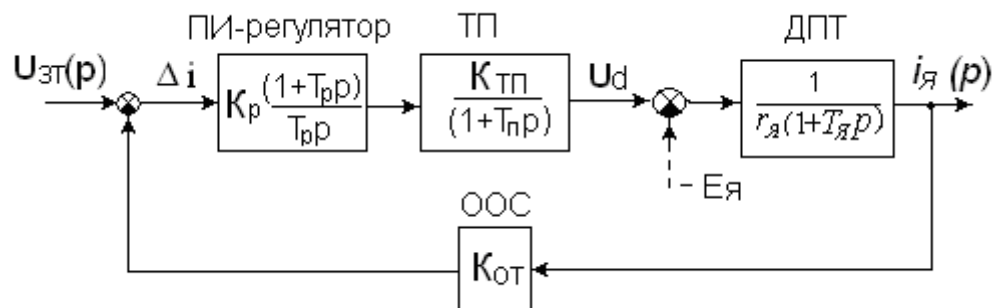 ПИ-регулятор
ТП
ДПТ
Uзт(p)
Δ i
Kр (1+Tрp)
Tрp
KТП
(1+Tпp)
Ud
1
rя(1+Tяp)
iя (p)
- Eя
ООС
KОТ